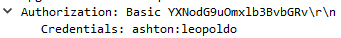 Authorization: Basic YXNodG9uOmxlb3BvbGRv\r\n
Credentials: ashton:leopoldo